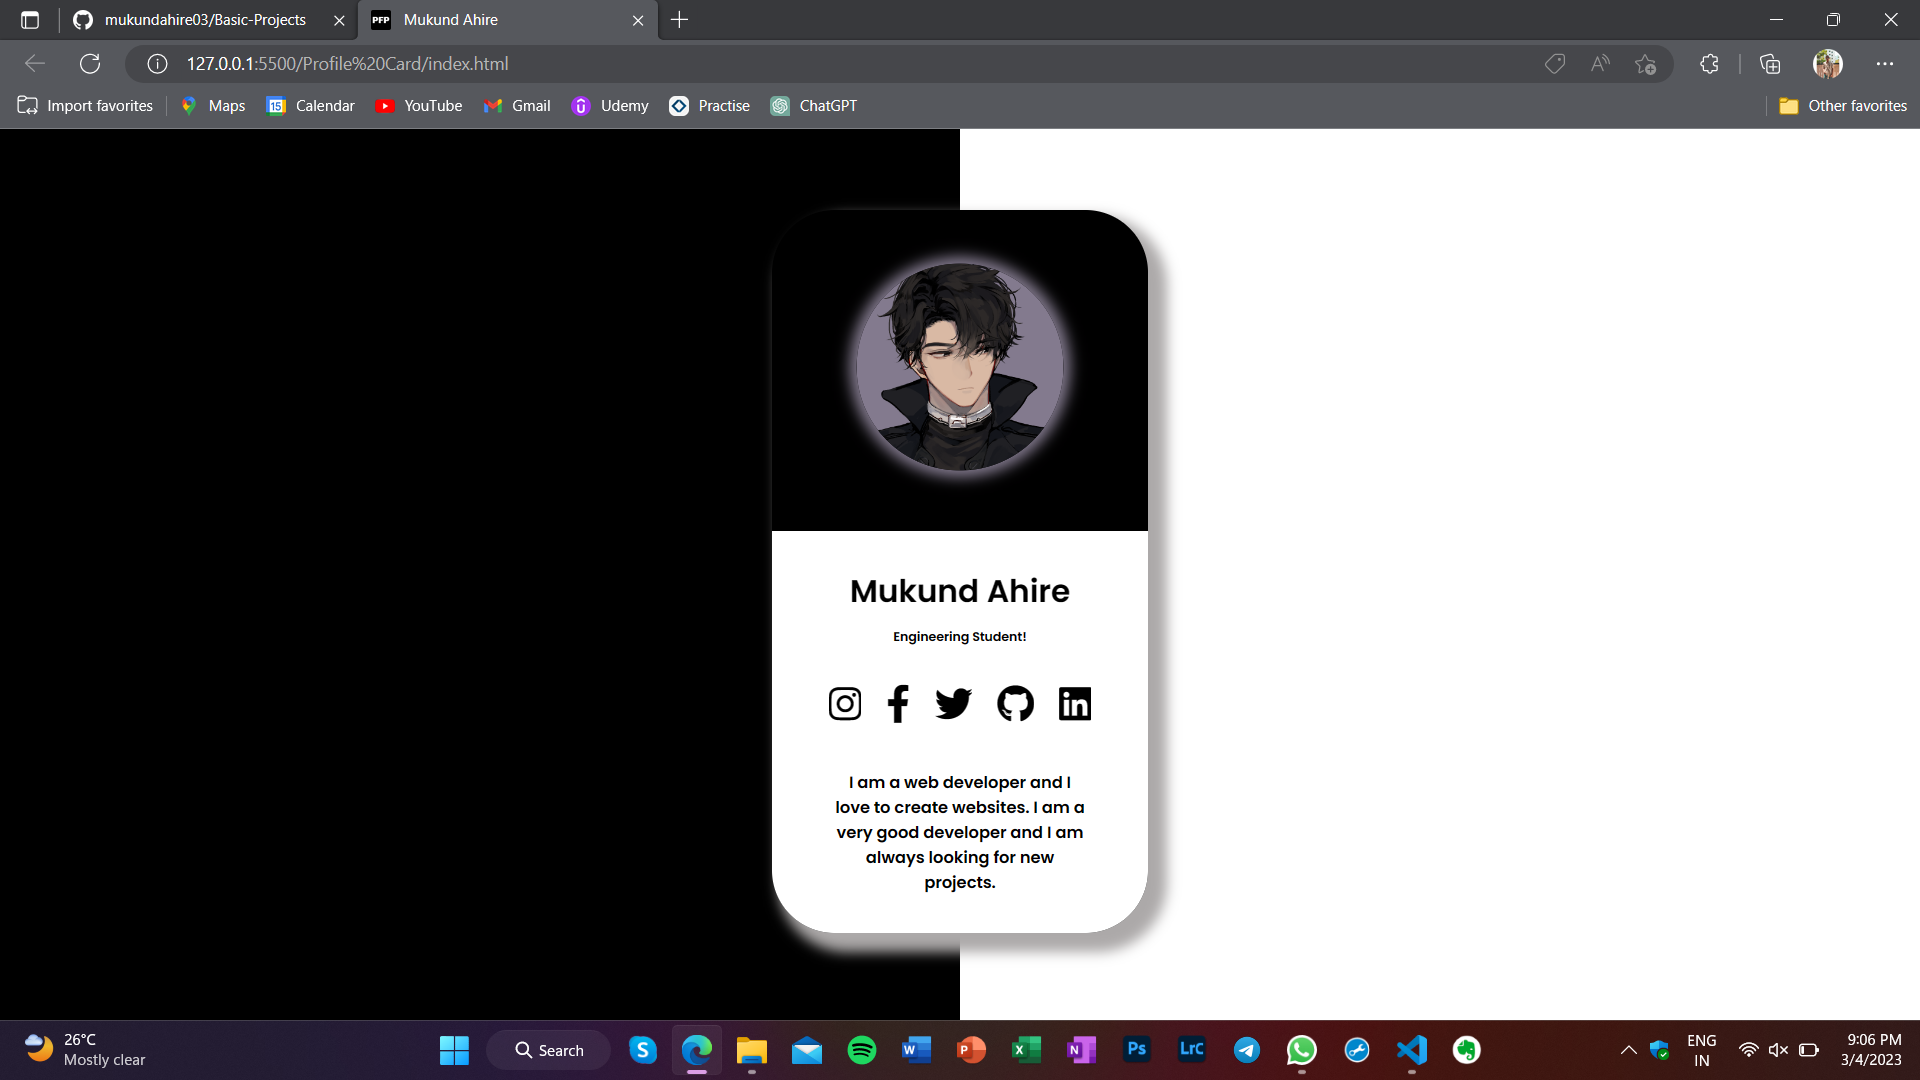 mukundahire03/Basic-Projects
PFP Mukund Ahire
127.0.0.1:5500/Profile%20Card/index.html
Import favorites
Maps
15 Calendar
YouTube
Gmail
Udemy
Practise
ChatGPT
Other favorites
Mukund Ahire
Engineering Student!
in
I am a web developer and I
love to create websites. I am a
very good developer and I am
always looking for new
projects.
26°C
Mostly clear
Search
S
W
P
X
N
Ps
LrC
ENG
IN
9:06 PM
3/4/2023